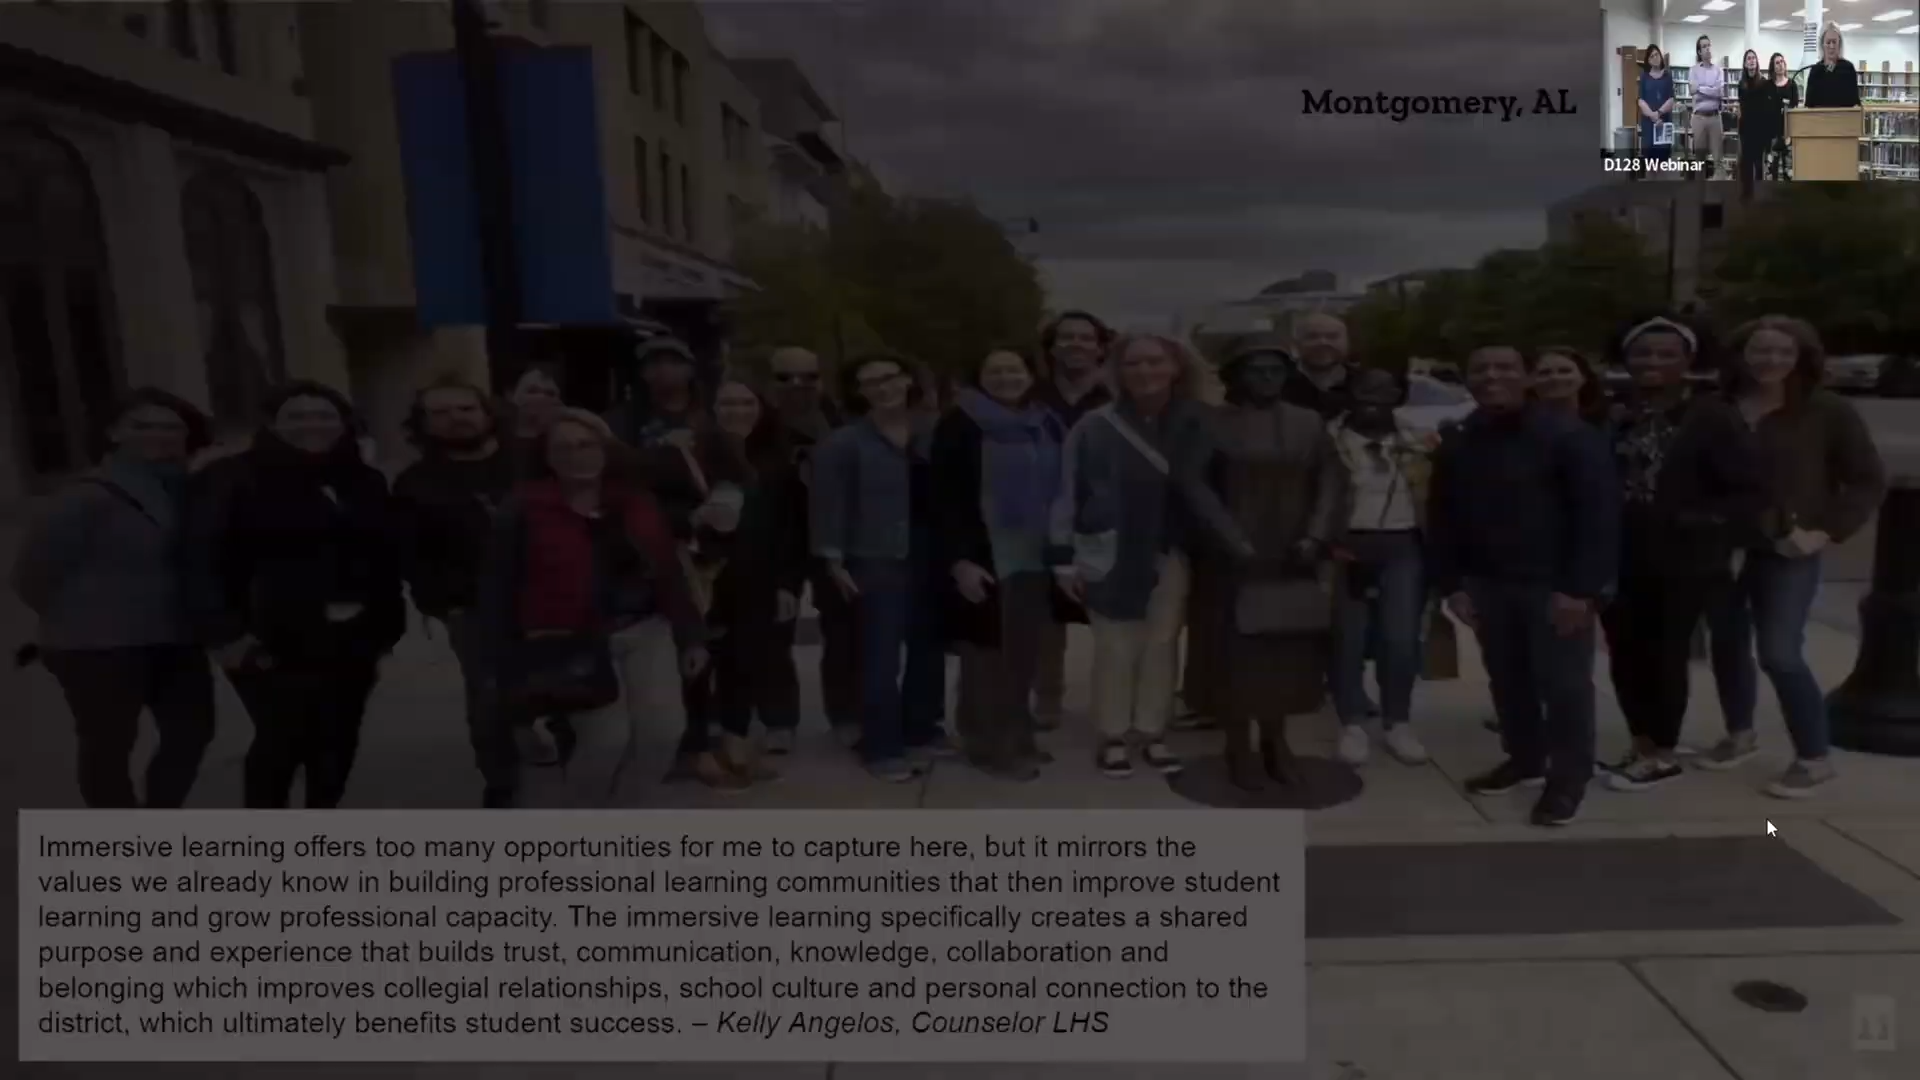 Montgomery, AL
D128 Webinar
Immersive learning offers too many opportunities for me to capture here, but it mirrors the
values we already know in building professional learning communities that then improve student
learning and grow professional capacity. The immersive learning specifically creates a shared
purpose and experience that builds trust, communication, knowledge, collaboration and
belonging which improves collegial relationships, school culture and personal connection to the
district, which ultimately benefits student success. – Kelly Angelos, Counselor LHS
11